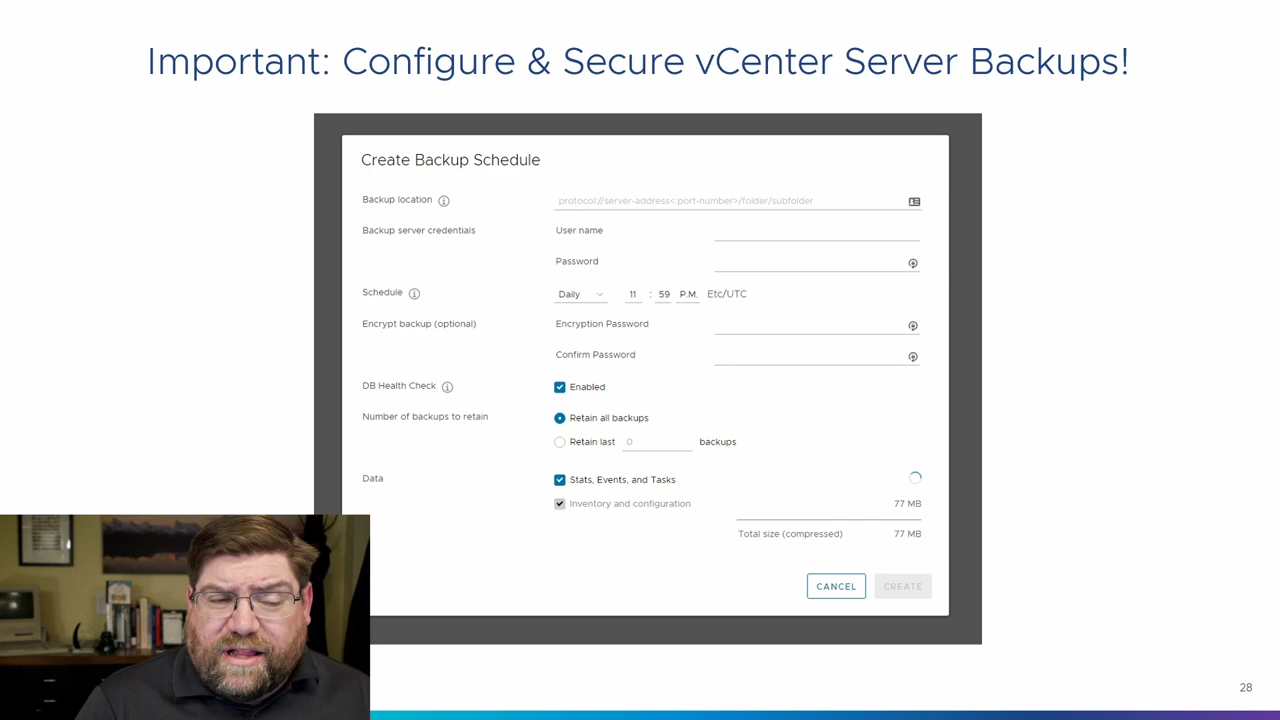 Important: Configure & Secure vCenter Server Backups!
Create Backup Schedule
Backup location
protocol://server-address<:port-number>/folder/subfolder
Backup server credentials
User name
Password
Schedule
Daily 11 : 59 P.M. Etc/UTC
Encrypt backup (optional)
Encryption Password
Confirm Password
DB Health Check
Enabled
Number of backups to retain
Retain all backups
Retain last 0 backups
Data
Stats, Events, and Tasks
Inventory and configuration 77 MB
Total size (compressed) 77 MB
CANCEL CREATE
28